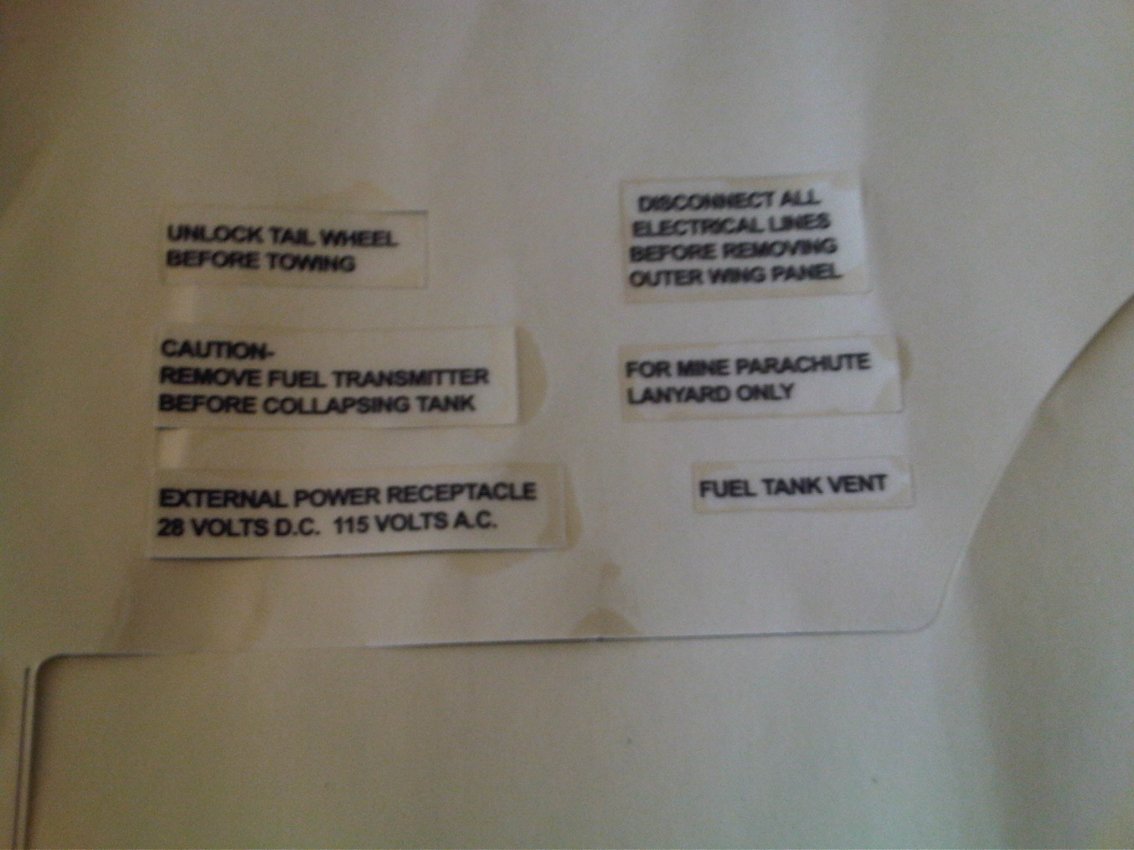 UNLOCK TAIL WHEEL
BEFORE TOWING
CAUTION-
REMOVE FUEL TRANSMITTER
BEFORE COLLAPSING TANK
EXTERNAL POWER RECEPTACLE
28 VOLTS D.C. 115 VOLTS A.C.
DISCONNECT ALL
ELECTRICAL LINES
BEFORE REMOVING
OUTER WING PANEL
FOR MINE PARACHUTE
LANYARD ONLY
FUEL TANK VENT